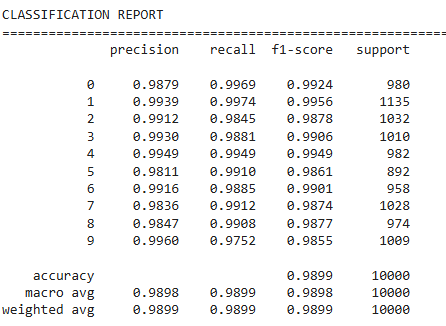 CLASSIFICATION REPORT
============================================================
precision recall f1-score support
0 0.9879 0.9969 0.9924 980
1 0.9939 0.9974 0.9956 1135
2 0.9912 0.9845 0.9878 1032
3 0.9930 0.9881 0.9906 1010
4 0.9949 0.9949 0.9949 982
5 0.9811 0.9910 0.9861 892
6 0.9916 0.9885 0.9901 958
7 0.9836 0.9912 0.9874 1028
8 0.9847 0.9908 0.9877 974
9 0.9960 0.9752 0.9855 1009
accuracy 0.9899 10000
macro avg 0.9898 0.9899 0.9898 10000
weighted avg 0.9899 0.9899 0.9899 10000